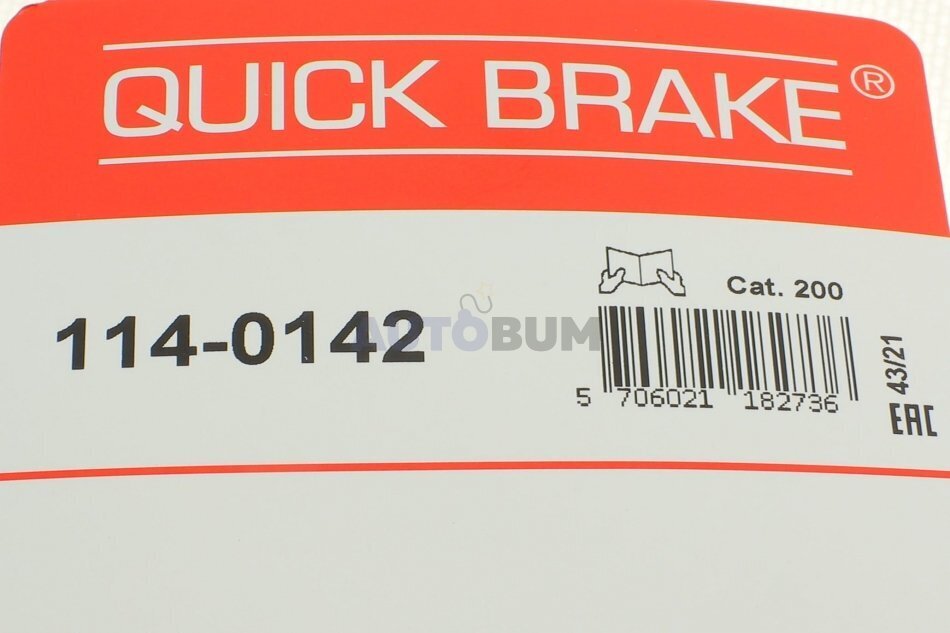 QUICK BRAKE®
Cat. 200
114-0142
AUTOBUM
5 706021 182736
43/21
EAC